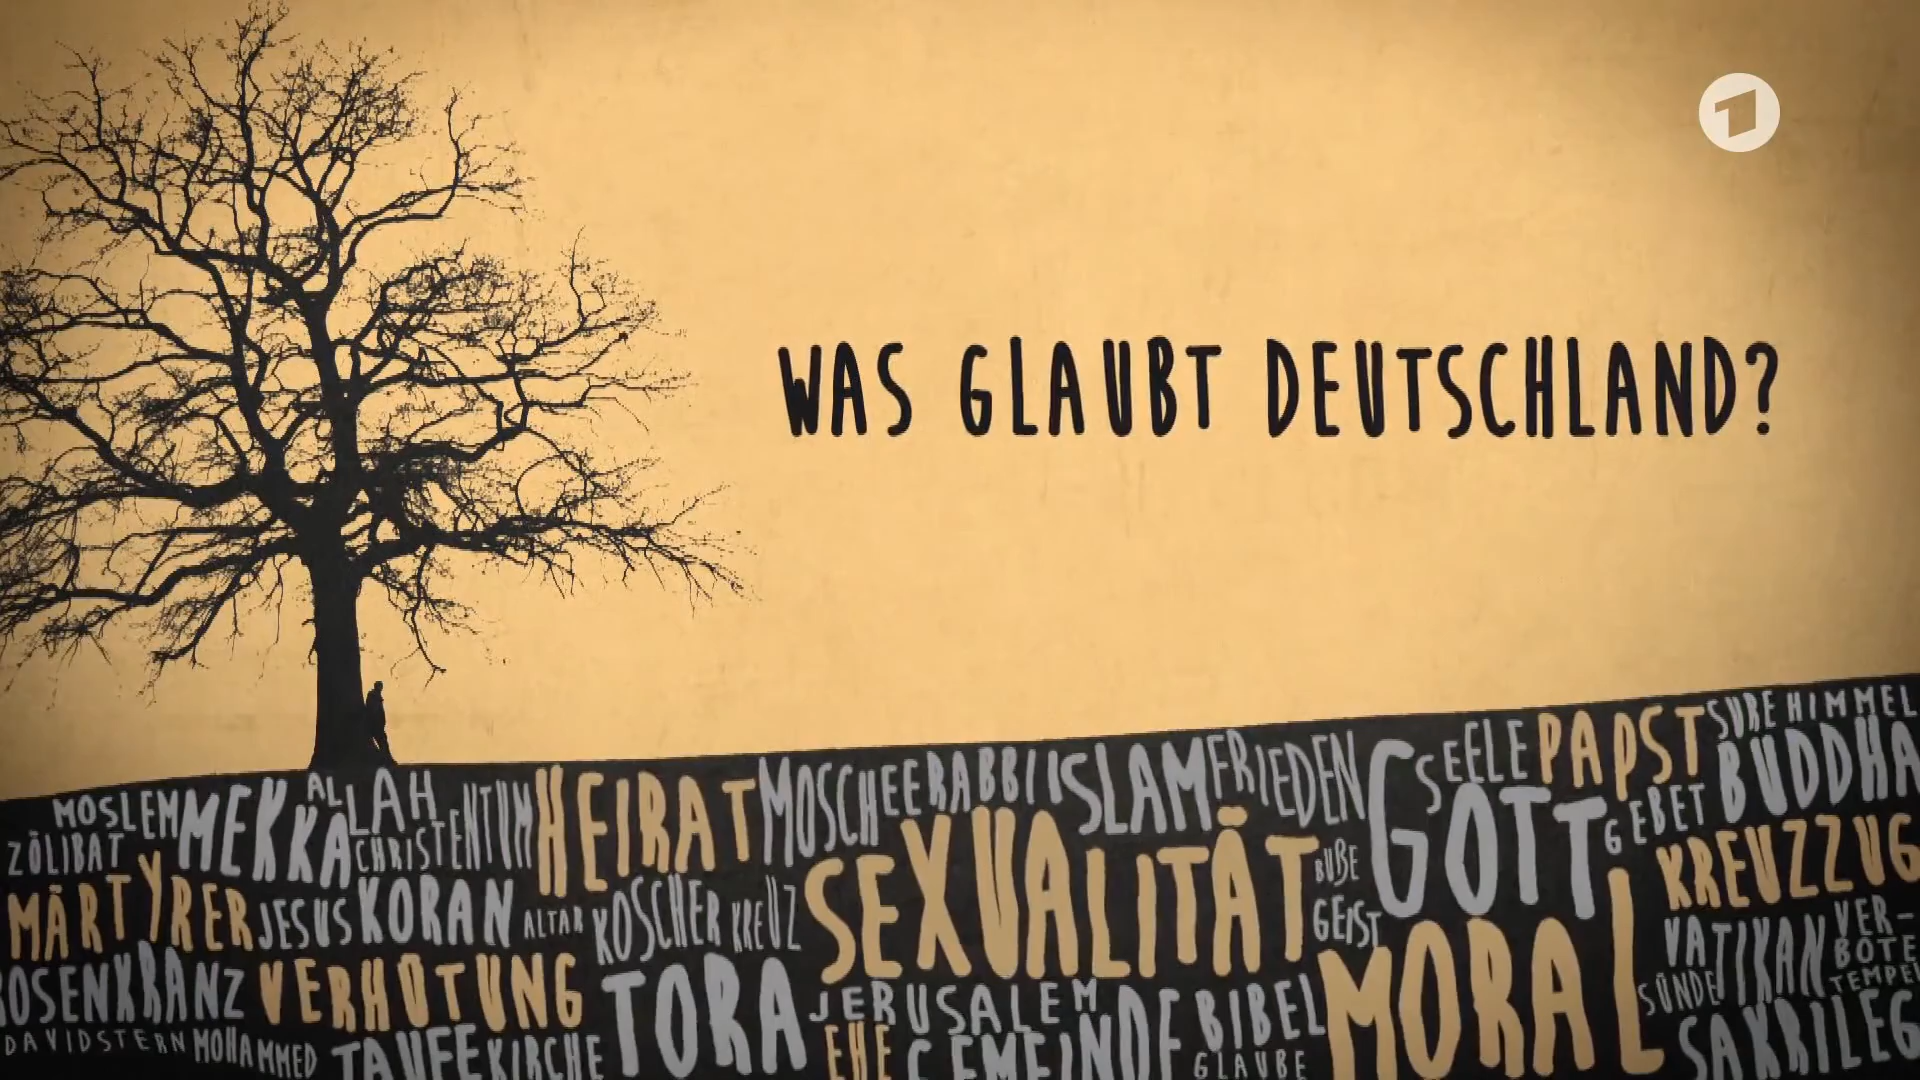 WAS GLAUBT DEUTSCHLAND?
SURE HIMMEL
SEELE PAPST
MOSCHEE RABBI ISLAM FRIEDEN GOTT GEBET BUDDHA
MOSLEM MEKKA ALLAH CHRISTENTUM HEIRAT
ZÖLIBAT
SEXUALITÄT BUßE KREUZZUG
MÄRTYRER JESUS KORAN ALTAR KOSCHER KREUZ GEIST
MORAL VATIKAN VER-
BOTE
ROSENKRANZ VERHÜTUNG TORA JERUSALEM BIBEL SÜNDE TEMPEL
DAVIDSTERN MOHAMMED TAUFE KIRCHE EHE GEMEINDE GLAUBE SAKRILEG